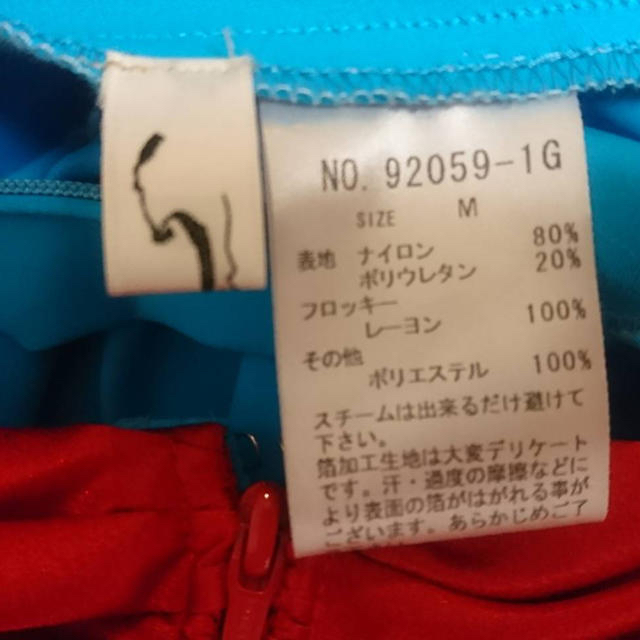 NO. 92059-1G
SIZE M
表地 ナイロン 80%
ポリウレタン 20%
フロッキー
レーヨン 100%
その他
ポリエステル 100%
スチームは出来るだけ避けて
下さい。
箔加工生地は大変デリケート
です。汗・過度の摩擦などに
より表面の箔がはがれる事が
ございます。あらかじめご了